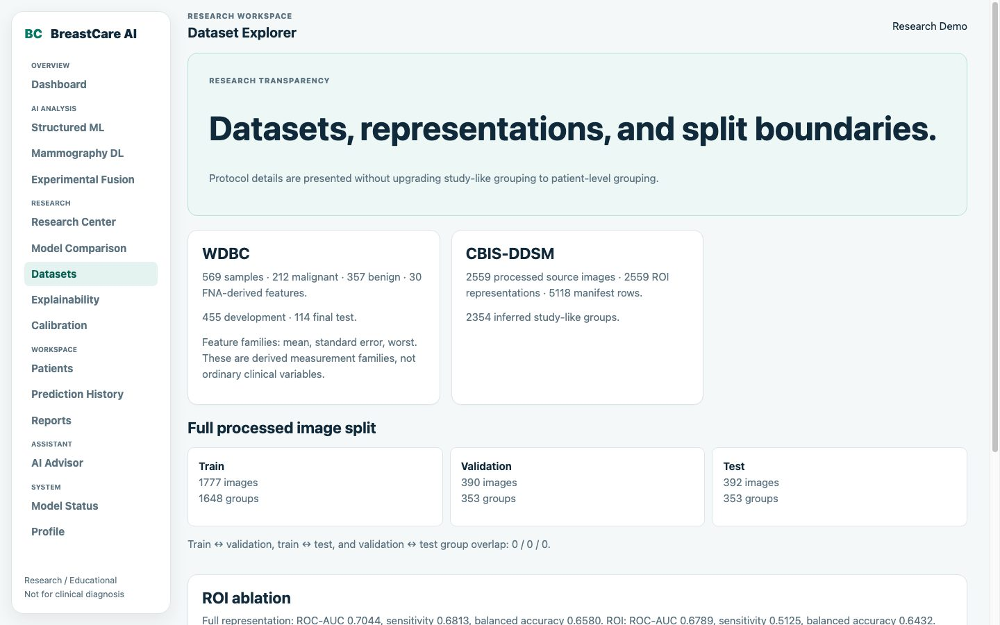 BC BreastCare AI
OVERVIEW
Dashboard
AI ANALYSIS
Structured ML
Mammography DL
Experimental Fusion
RESEARCH
Research Center
Model Comparison
Datasets
Explainability
Calibration
WORKSPACE
Patients
Prediction History
Reports
ASSISTANT
AI Advisor
SYSTEM
Model Status
Profile
Research / Educational
Not for clinical diagnosis
RESEARCH WORKSPACE
Dataset Explorer
Research Demo
RESEARCH TRANSPARENCY
Datasets, representations, and split boundaries.
Protocol details are presented without upgrading study-like grouping to patient-level grouping.
WDBC
569 samples · 212 malignant · 357 benign · 30
FNA-derived features.
455 development · 114 final test.
Feature families: mean, standard error, worst.
These are derived measurement families, not
ordinary clinical variables.
CBIS-DDSM
2559 processed source images · 2559 ROI
representations · 5118 manifest rows.
2354 inferred study-like groups.
Full processed image split
Train
1777 images
1648 groups
Validation
390 images
353 groups
Test
392 images
353 groups
Train ↔ validation, train ↔ test, and validation ↔ test group overlap: 0 / 0 / 0.
ROI ablation
Full representation: ROC-AUC 0.7044, sensitivity 0.6813, balanced accuracy 0.6580. ROI: ROC-AUC 0.6789, sensitivity 0.5125, balanced accuracy 0.6432.